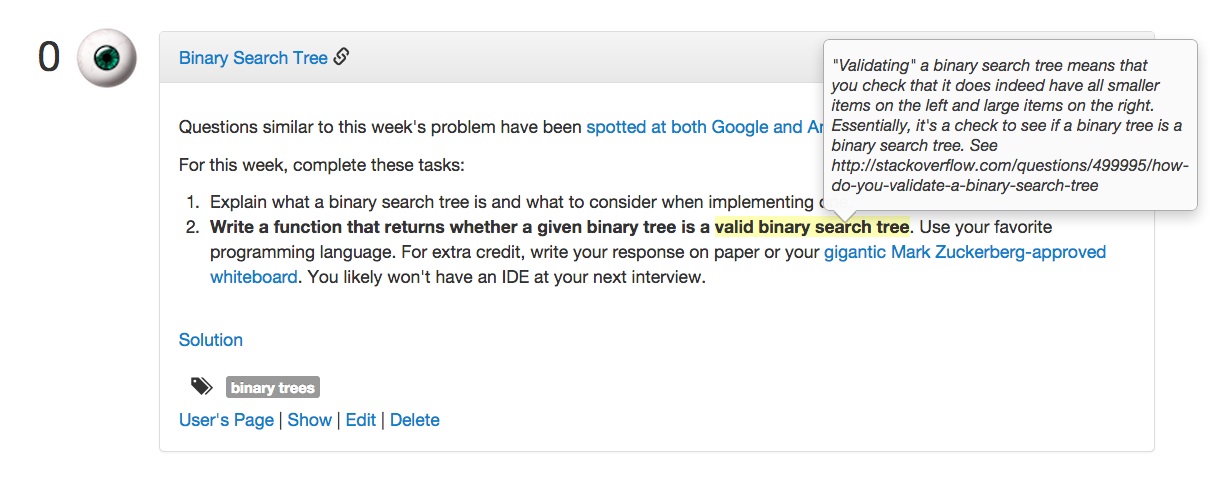 0
Binary Search Tree
"Validating" a binary search tree means that
you check that it does indeed have all smaller
items on the left and large items on the right.
Essentially, it's a check to see if a binary tree is a
binary search tree. See
http://stackoverflow.com/questions/499995/how-
do-you-validate-a-binary-search-tree
Questions similar to this week's problem have been spotted at both Google and
For this week, complete these tasks:
1. Explain what a binary search tree is and what to consider when implementing
2. Write a function that returns whether a given binary tree is a valid binary search tree. Use your favorite
programming language. For extra credit, write your response on paper or your gigantic Mark Zuckerberg-approved
whiteboard. You likely won't have an IDE at your next interview.
Solution
binary trees
User's Page | Show | Edit | Delete